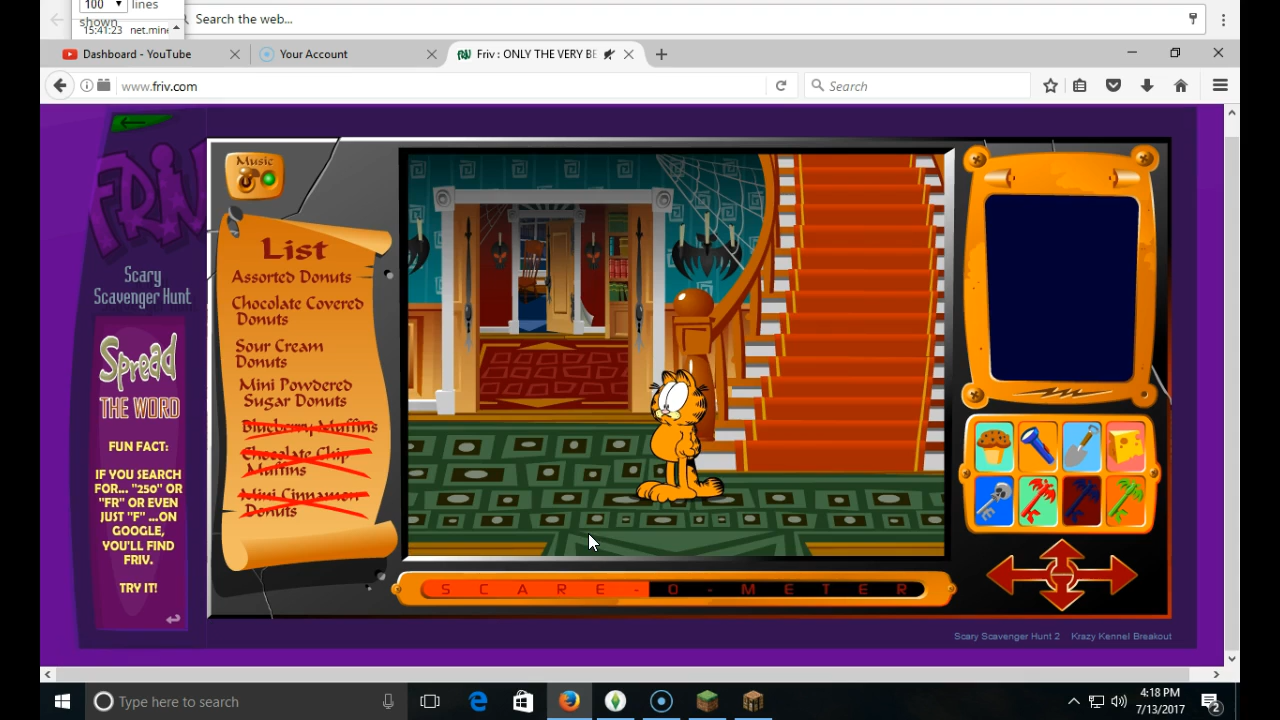 100 lines
shown
15:41:23 net.mine
Search the web...
Dashboard - YouTube
Your Account
Friv : ONLY THE VERY BE
www.friv.com
Search
FRIV
Scary
Scavenger Hunt
Spread
THE WORD
FUN FACT:
IF YOU SEARCH
FOR... "250" OR
"FR" OR EVEN
JUST "F" ...ON
GOOGLE,
YOU'LL FIND
FRIV.
TRY IT!
Music
List
Assorted Donuts
Chocolate Covered
Donuts
Sour Cream
Donuts
Mini Powdered
Sugar Donuts
Blueberry Muffins
Chocolate Chip
Muffins
Mini Cinnamon
Donuts
SCARE-O-METER
Scary Scavenger Hunt 2 Krazy Kennel Breakout
Type here to search
4:18 PM
7/13/2017
2